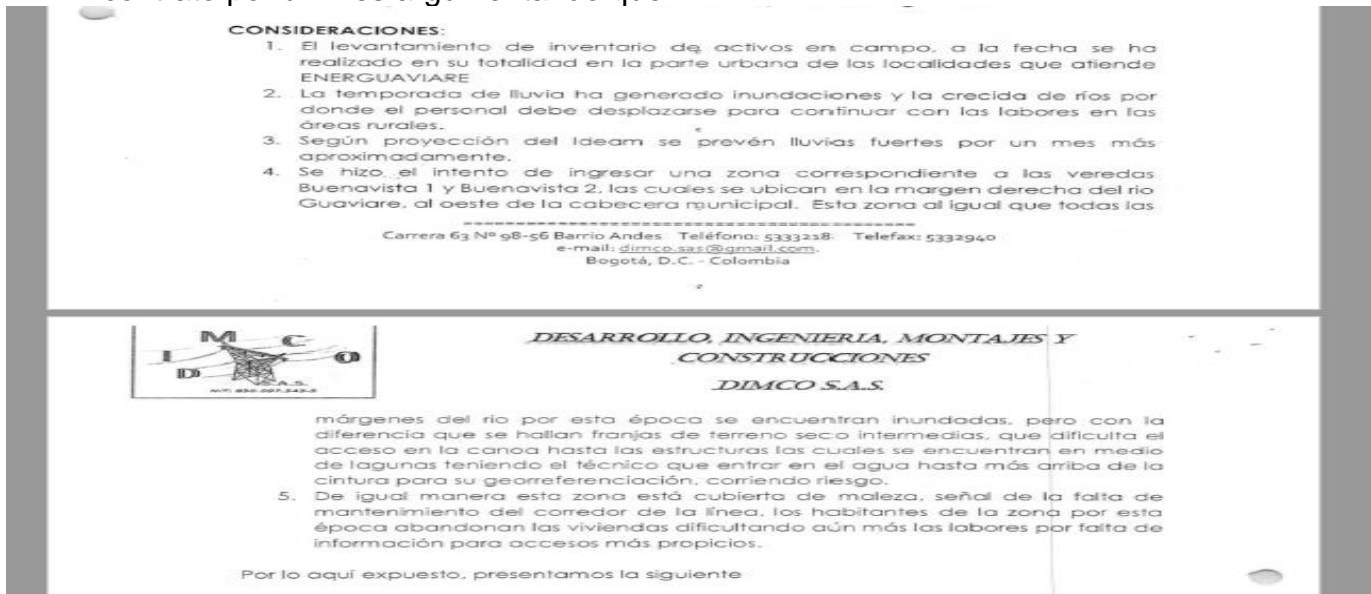 CONSIDERACIONES:
1. El levantamiento de inventario de activos en campo, a la fecha se ha
realizado en su totalidad en la parte urbana de las localidades que atiende
ENERGUAVIARE
2. La temporada de lluvia ha generado inundaciones y la crecida de ríos por
donde el personal debe desplazarse para continuar con las labores en las
áreas rurales.
3. Según proyección del Ideam se prevén lluvias fuertes por un mes más
aproximadamente.
4. Se hizo el intento de ingresar una zona correspondiente a las veredas
Buenavista 1 y Buenavista 2, las cuales se ubican en la margen derecha del rio
Guaviare, al oeste de la cabecera municipal. Esta zona al igual que todas las
Carrera 63 Nº 98-56 Barrio Andes Teléfono: 5333218 Telefax: 5332940
e-mail: dimco.sas@gmail.com.
Bogotá, D.C. - Colombia
D I M C O
S.A.S.
DESARROLLO, INGENIERIA, MONTAJES Y
CONSTRUCCIONES
DIMCO S.A.S.
márgenes del rio por esta época se encuentran inundadas, pero con la
diferencia que se hallan franjas de terreno seco intermedias, que dificulta el
acceso en la canoa hasta las estructuras las cuales se encuentran en medio
de lagunas teniendo el técnico que entrar en el agua hasta más arriba de la
cintura para su georreferenciación, corriendo riesgo.
5. De igual manera esta zona está cubierta de maleza, señal de la falta de
mantenimiento del corredor de la línea, los habitantes de la zona por esta
época abandonan las viviendas dificultando aún más las labores por falta de
información para accesos más propicios.
Por lo aquí expuesto, presentamos la siguiente